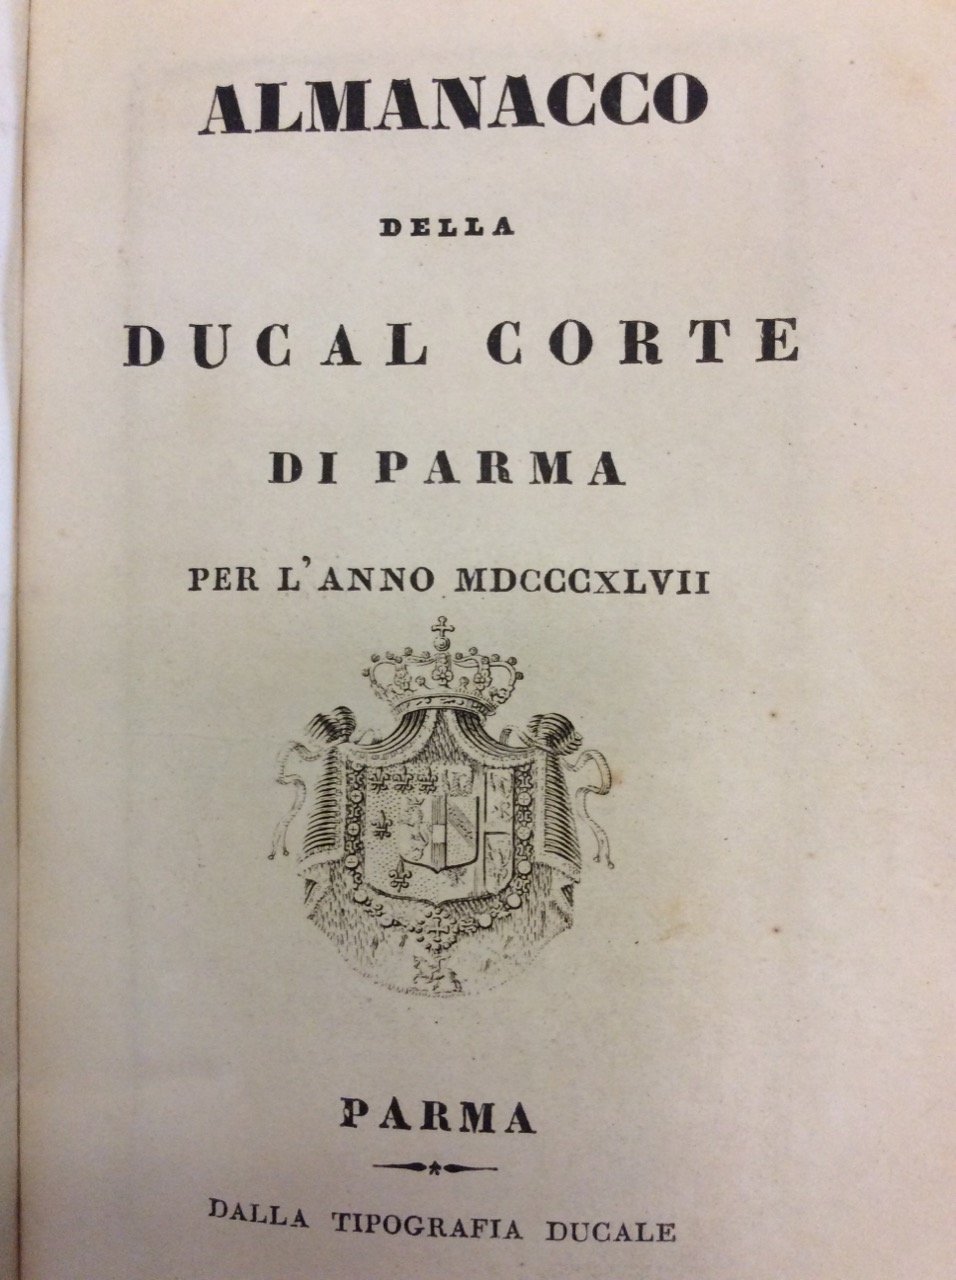 ALMANACCO
DELLA
DUCAL CORTE
DI PARMA
PER L'ANNO MDCCCXLVII
PARMA
DALLA TIPOGRAFIA DUCALE